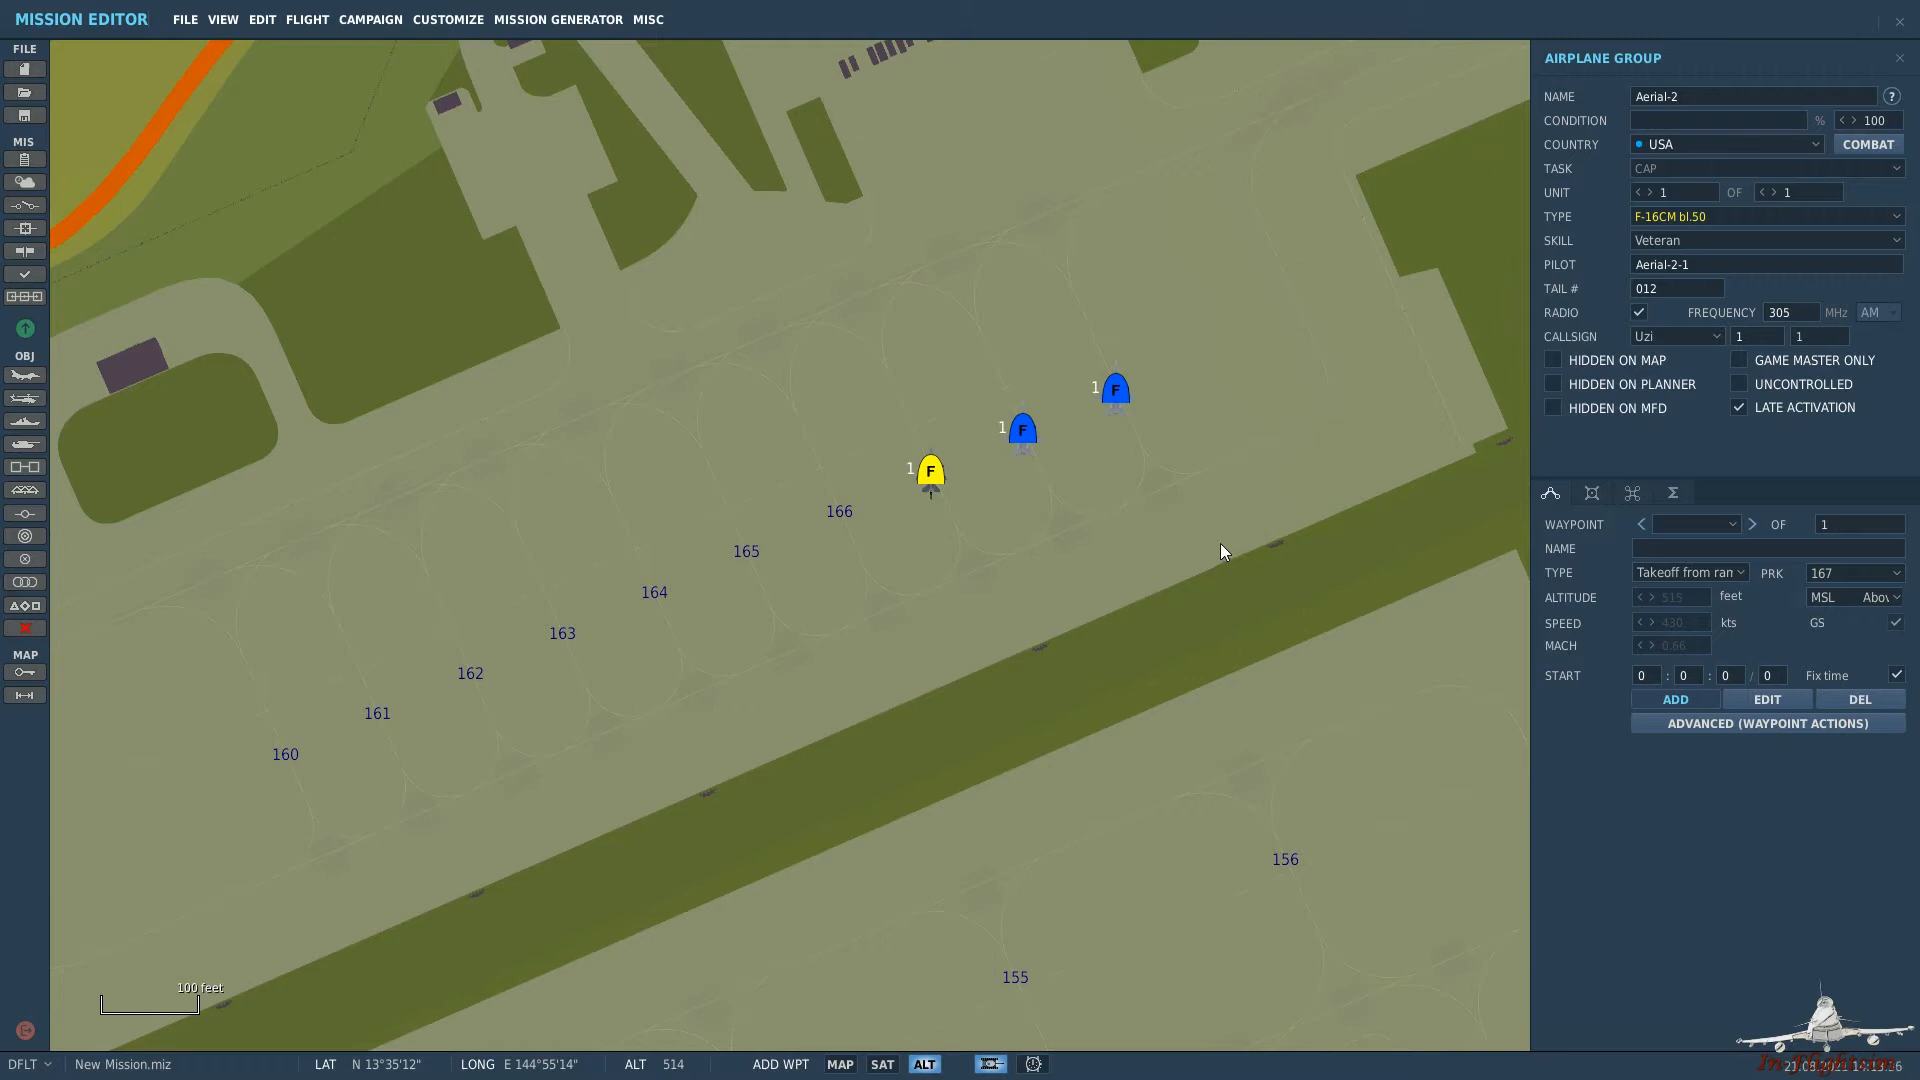 MISSION EDITOR FILE VIEW EDIT FLIGHT CAMPAIGN CUSTOMIZE MISSION GENERATOR MISC
FILE
MIS
OBJ
MAP
1 F
1 F
1 F
166
165
164
163
162
161
160
156
155
100 feet
AIRPLANE GROUP
NAME Aerial-2 ?
CONDITION % < > 100
COUNTRY USA COMBAT
TASK CAP
UNIT < > 1 OF < > 1
TYPE F-16CM bl.50
SKILL Veteran
PILOT Aerial-2-1
TAIL # 012
RADIO FREQUENCY 305 MHz AM
CALLSIGN Uzi 1 1
HIDDEN ON MAP GAME MASTER ONLY
HIDDEN ON PLANNER UNCONTROLLED
HIDDEN ON MFD LATE ACTIVATION
WAYPOINT < > OF 1
NAME
TYPE Takeoff from ran PRK 167
ALTITUDE < > 515 feet MSL Abov
SPEED < > 430 kts GS
MACH < > 0.66
START 0 : 0 : 0 / 0 Fix time
ADD EDIT DEL
ADVANCED (WAYPOINT ACTIONS)
DFLT New Mission.miz LAT N 13°35'12" LONG E 144°55'14" ALT 514 ADD WPT MAP SAT ALT